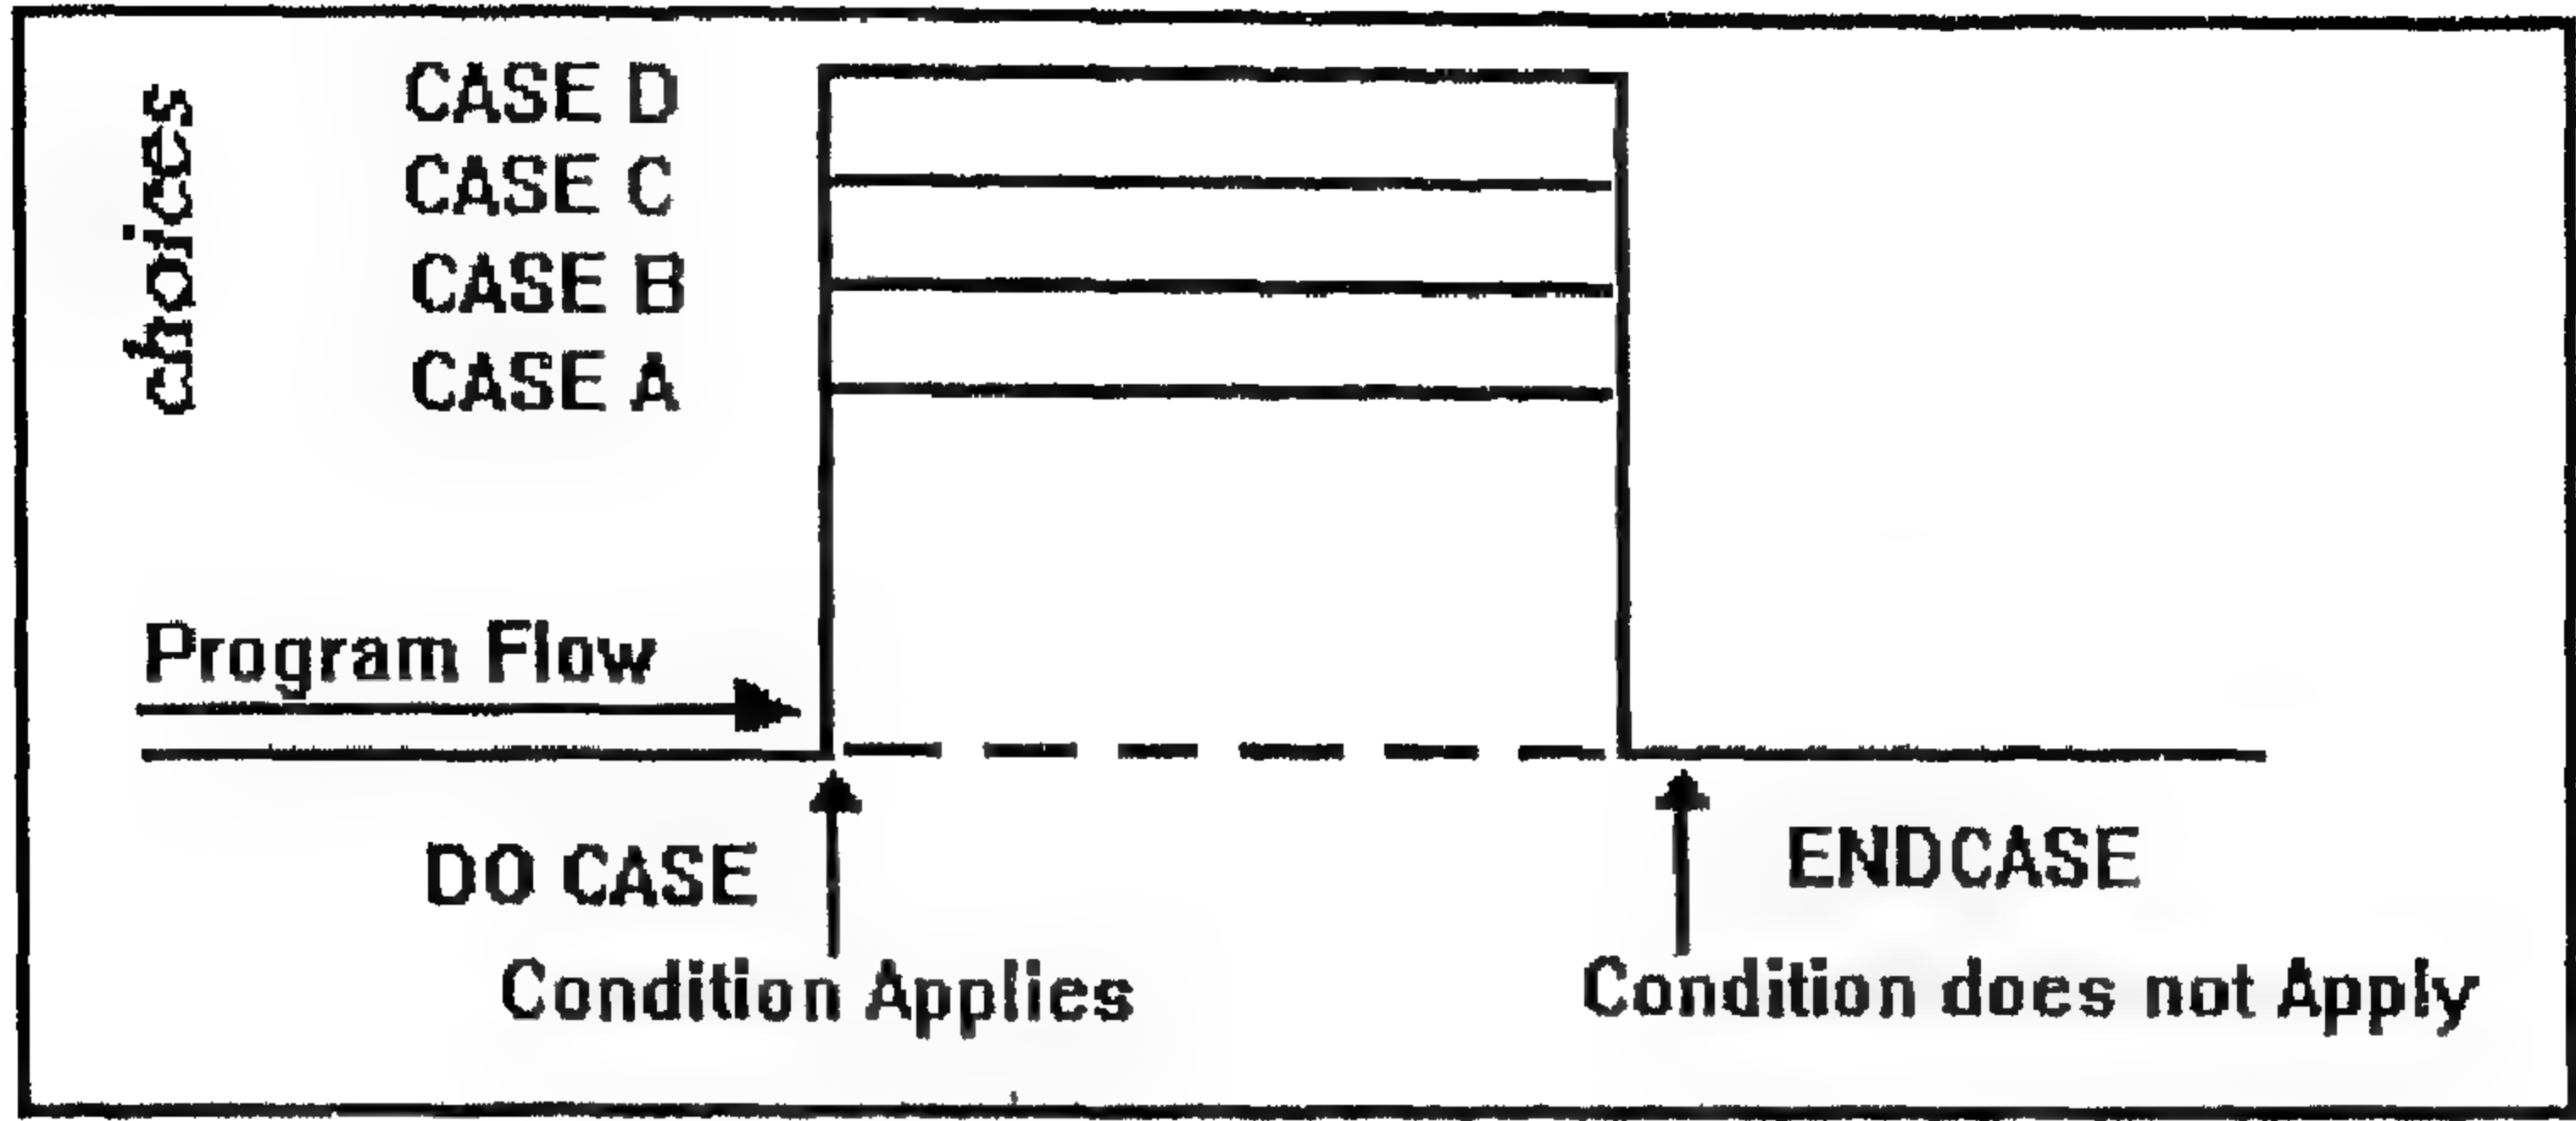 choices
CASE D
CASE C
CASE B
CASE A
Program Flow
DO CASE
ENDCASE
Condition Applies
Condition does not Apply